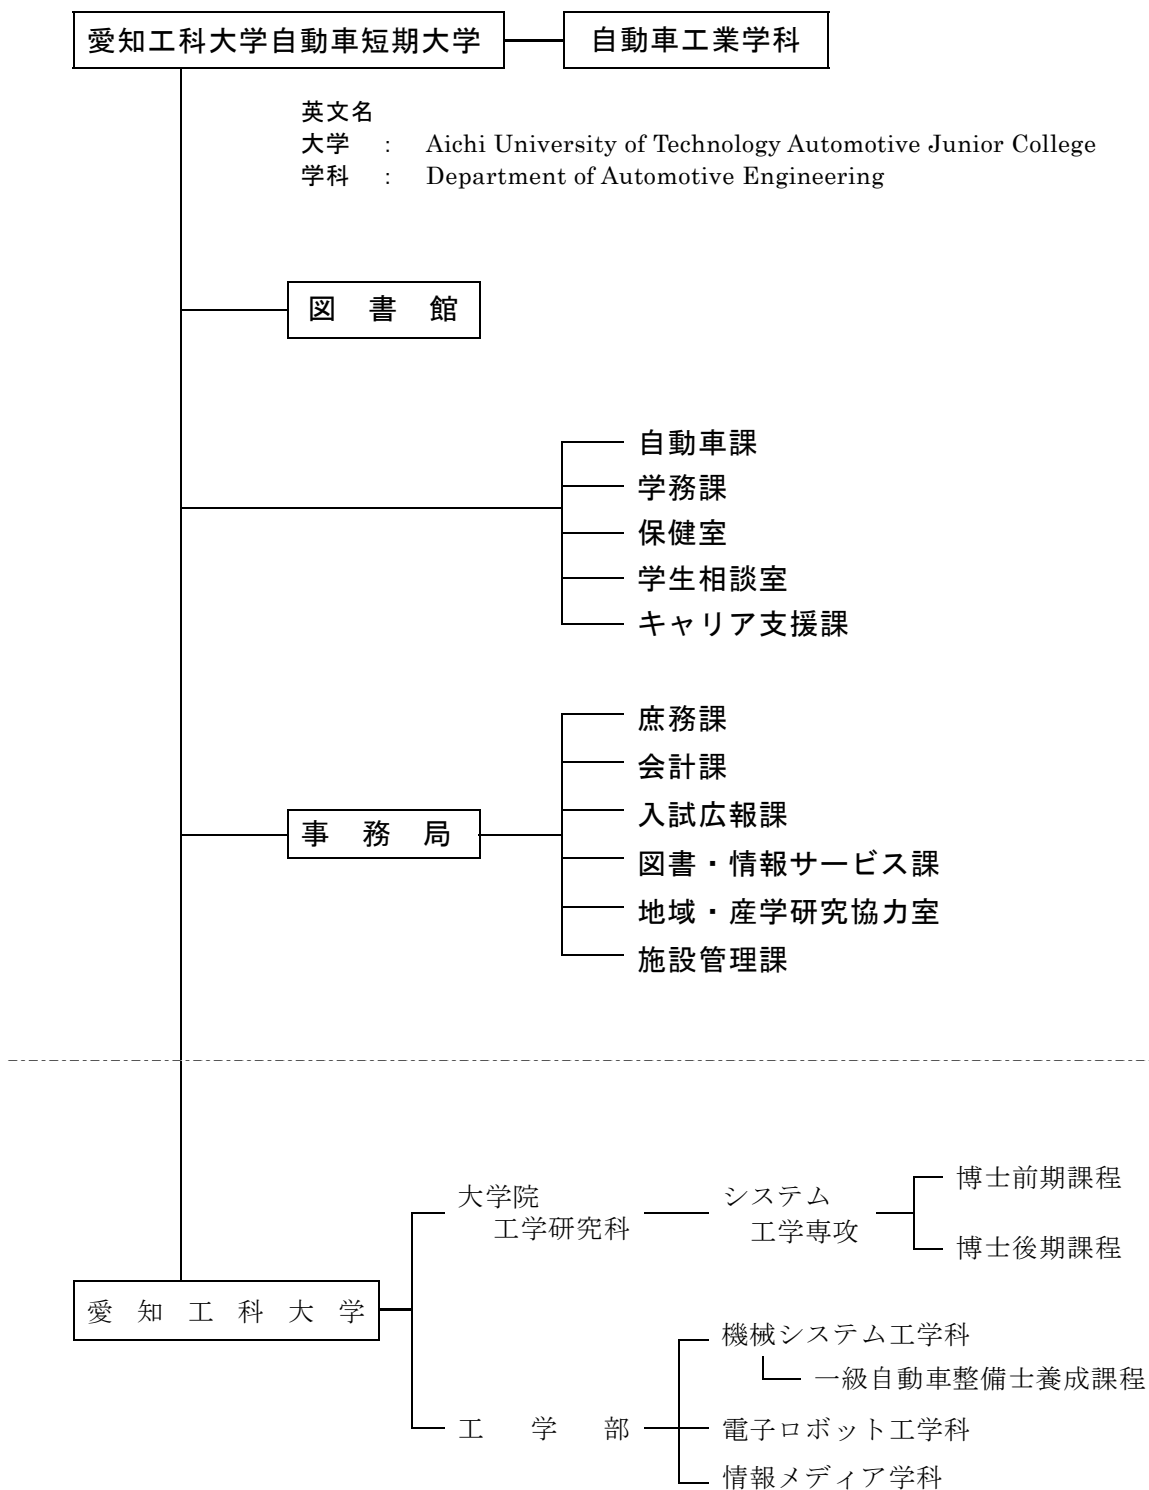 愛知工科大学自動車短期大学 自動車工業学科
英文名
大学 : Aichi University of Technology Automotive Junior College
学科 : Department of Automotive Engineering
図 書 館
自動車課
学務課
保健室
学生相談室
キャリア支援課
庶務課
会計課
入試広報課
事 務 局
図書・情報サービス課
地域・産学研究協力室
施設管理課
大学院
工学研究科
システム
工学専攻
博士前期課程
博士後期課程
愛 知 工 科 大 学
機械システム工学科
一級自動車整備士養成課程
工 学 部
電子ロボット工学科
情報メディア学科